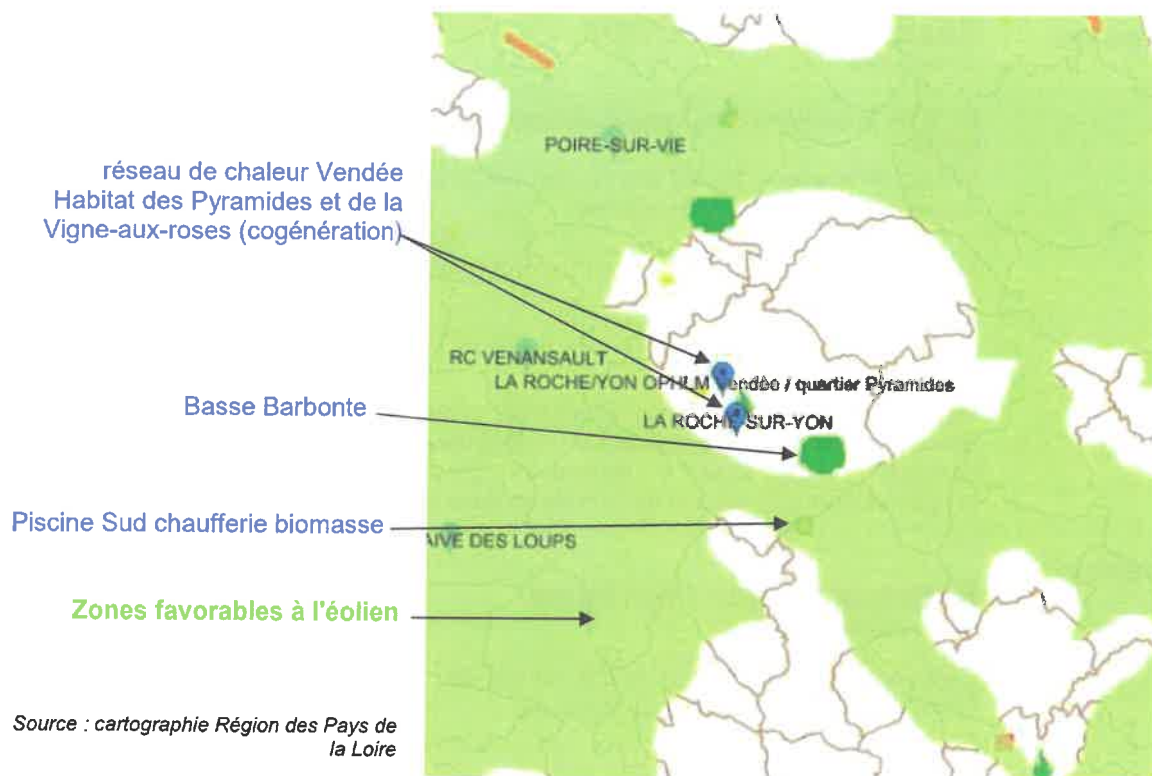 réseau de chaleur Vendée
Habitat des Pyramides et de la
Vigne-aux-roses (cogénération)
Basse Barbonte
Piscine Sud chaufferie biomasse
Zones favorables à l'éolien
Source : cartographie Région des Pays de
la Loire
POIRE-SUR-VIE
RC VENANSAULT
LA ROCHE/YON OPHLM Vendée / quartier Pyramides
LA ROCHE-SUR-YON
AIVE DES LOUPS